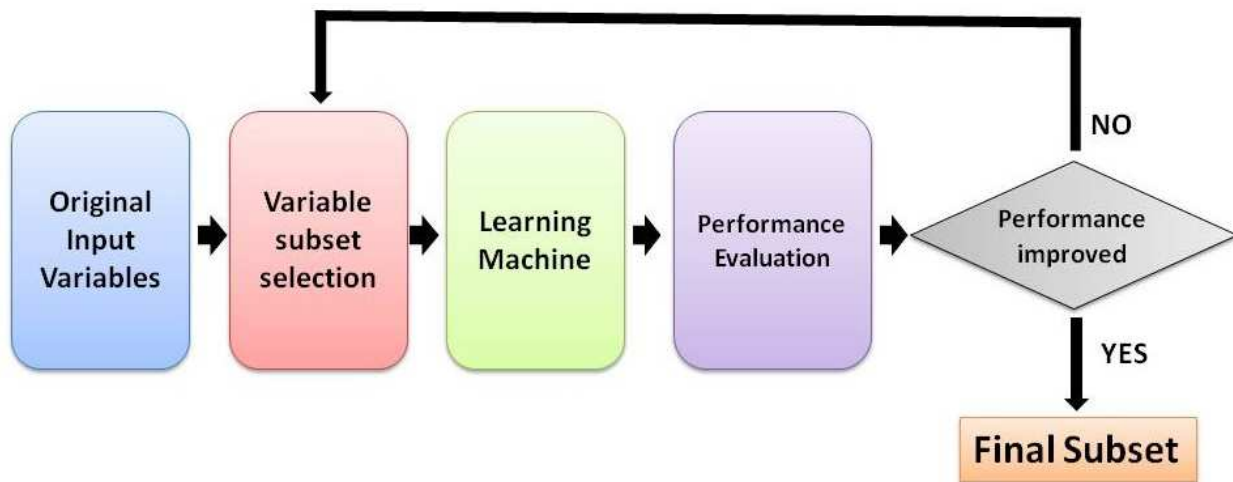 Original
Input
Variables
Variable
subset
selection
Learning
Machine
Performance
Evaluation
Performance
improved
NO
YES
Final Subset